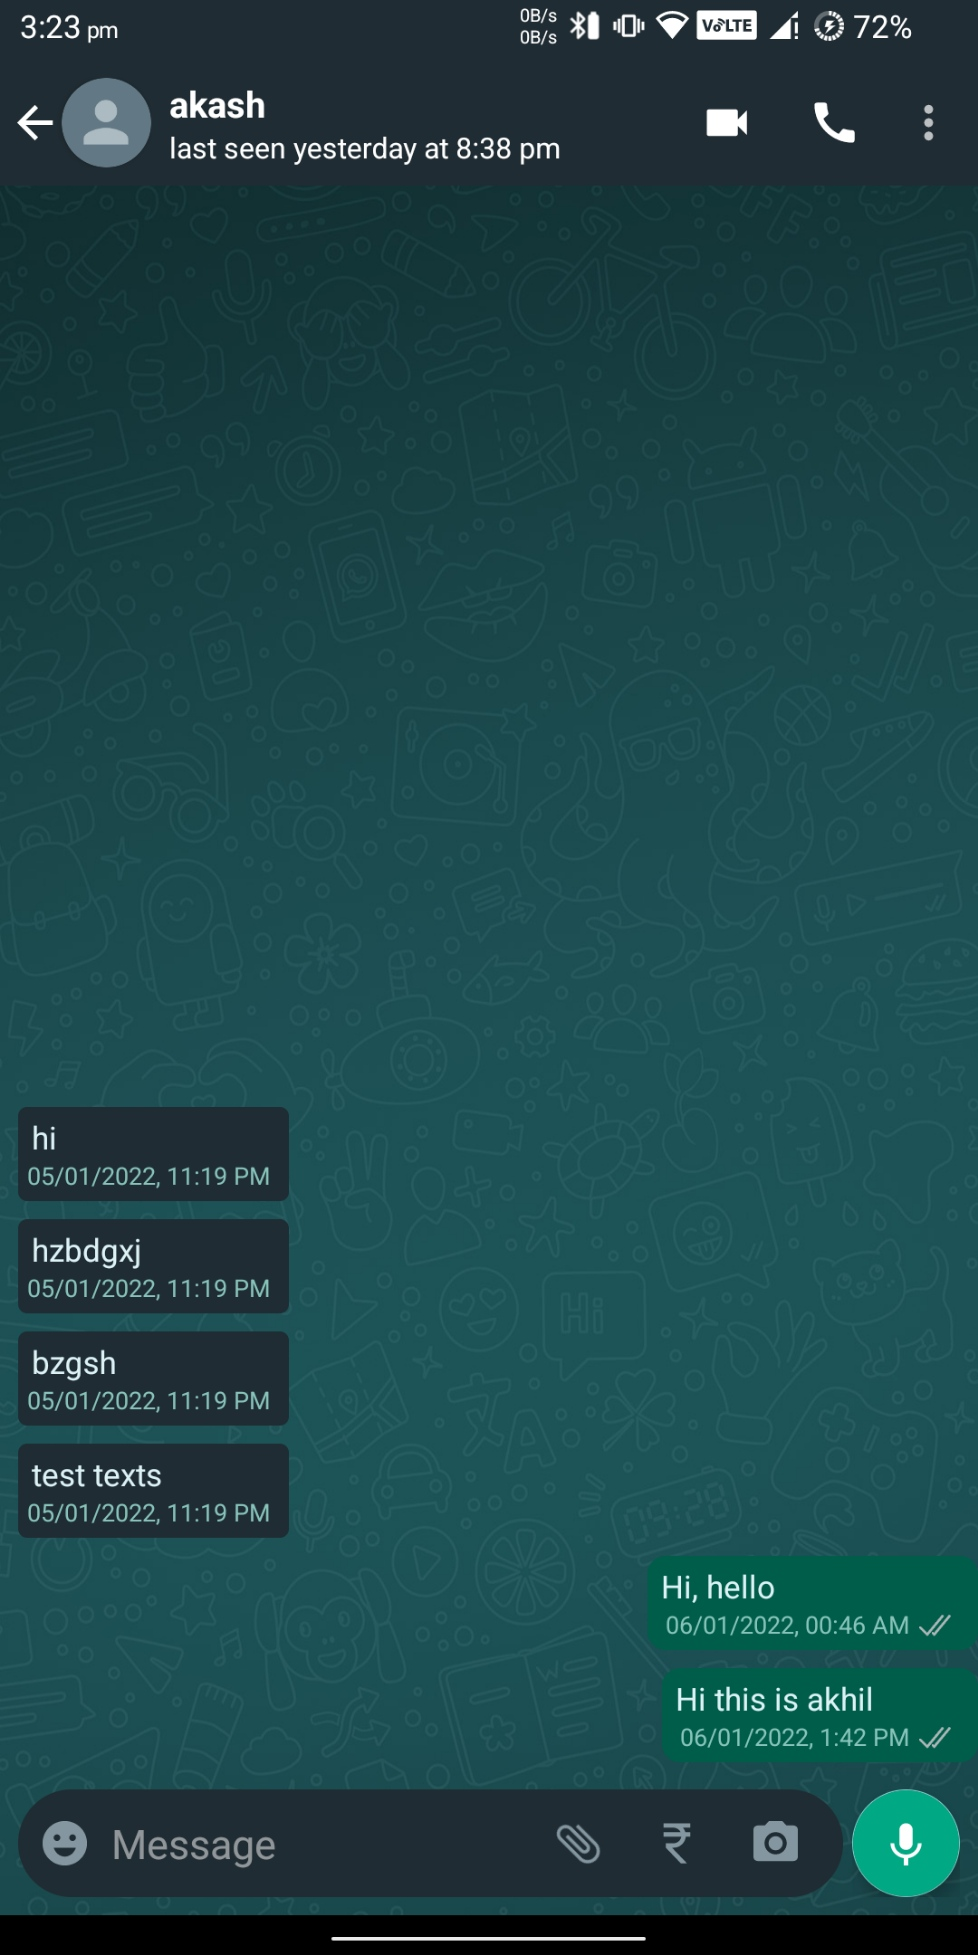 3:23 pm
0B/s
0B/s
VoLTE
72%
akash
last seen yesterday at 8:38 pm
hi
05/01/2022, 11:19 PM
hzbdgxj
05/01/2022, 11:19 PM
Hi
bzgsh
05/01/2022, 11:19 PM
test texts
05/01/2022, 11:19 PM
09:28
Hi, hello
06/01/2022, 00:46 AM
Hi this is akhil
06/01/2022, 1:42 PM
Message
₹